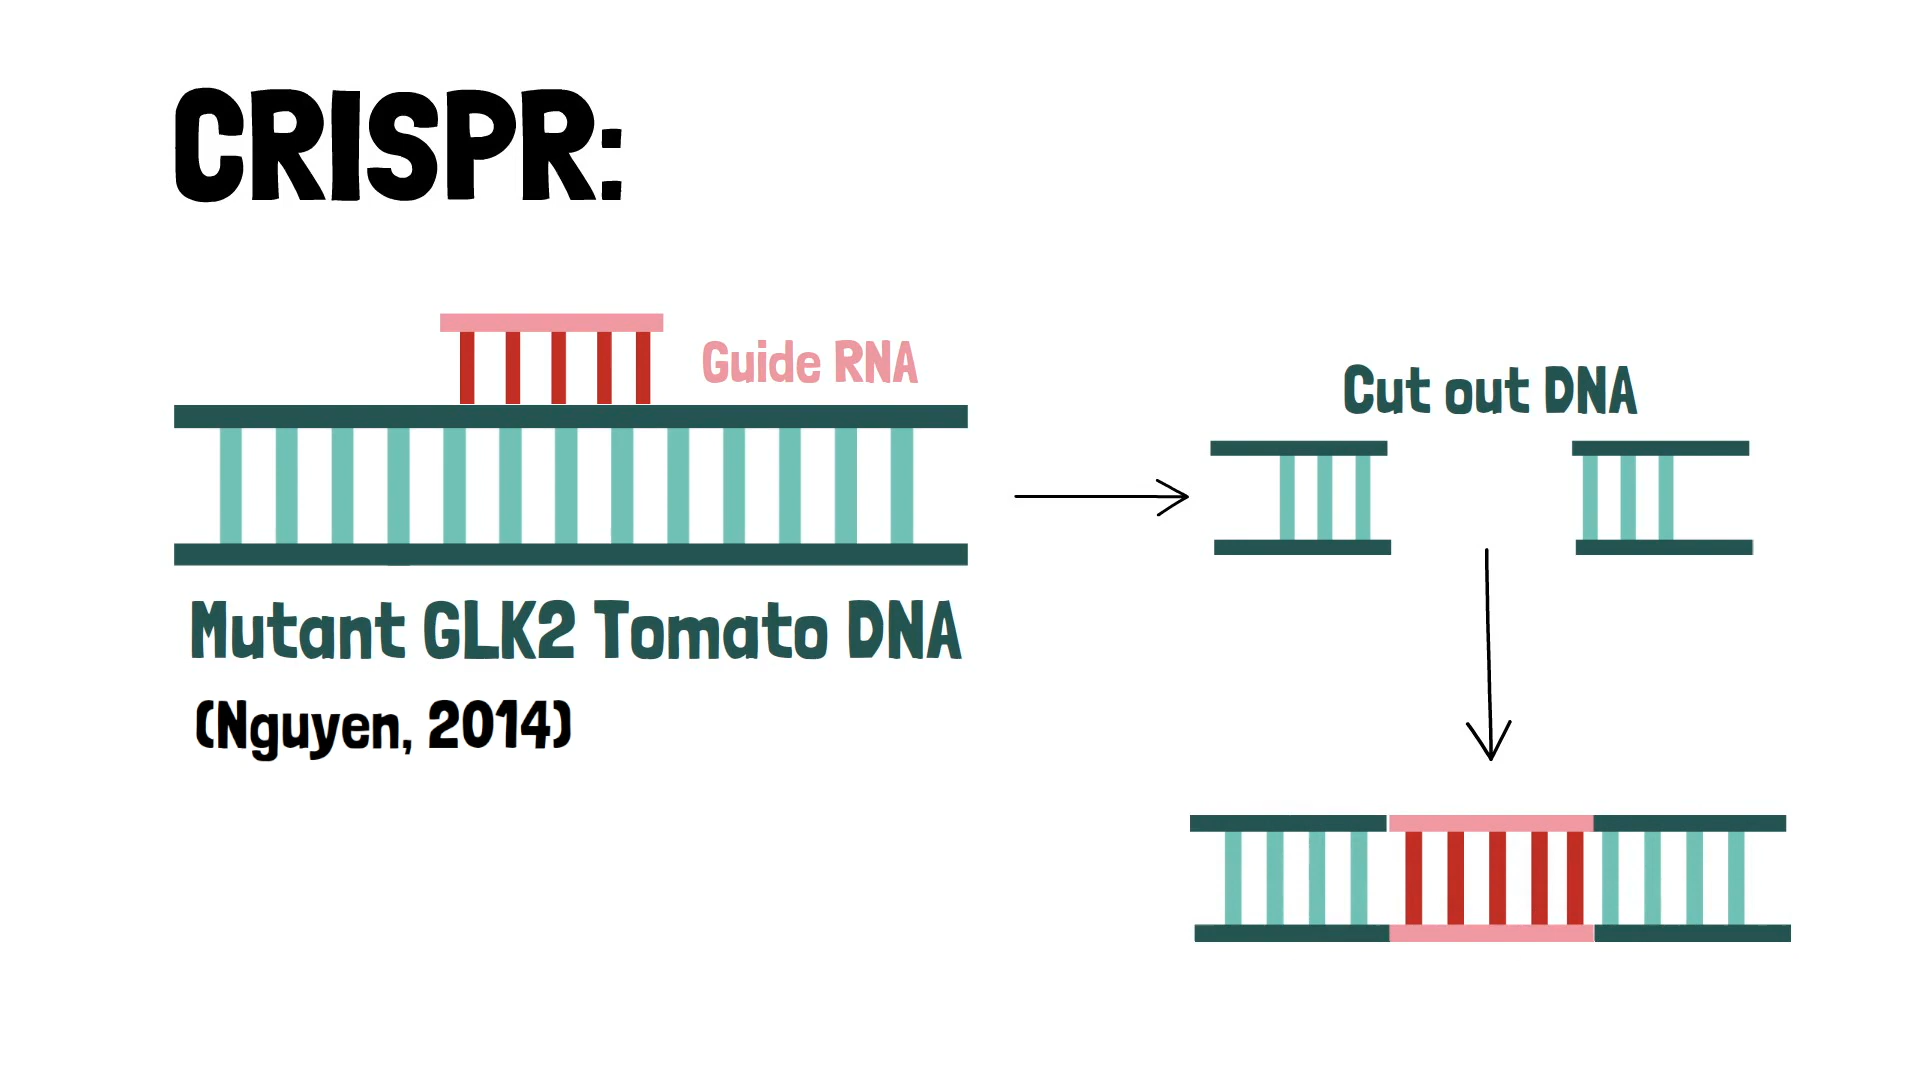 CRISPR:
Guide RNA
Cut out DNA
Mutant GLK2 Tomato DNA
(Nguyen, 2014)